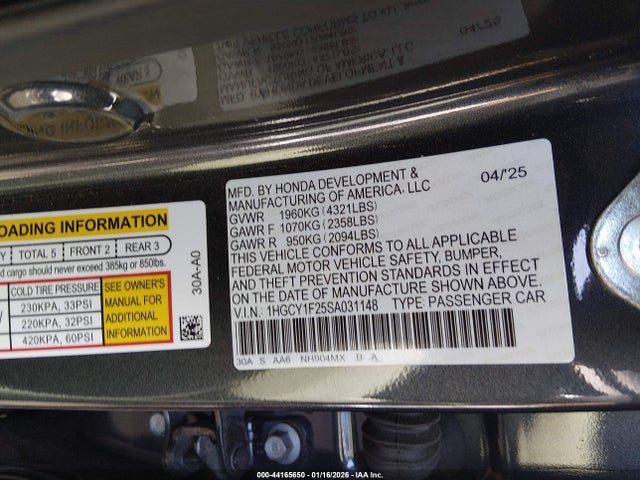 MFD. BY HONDA DEVELOPMENT &
MANUFACTURING OF AMERICA, LLC 04/'25
GVWR 1960KG (4321LBS)
GAWR F 1070KG (2358LBS)
GAWR R 950KG (2094LBS)
THIS VEHICLE CONFORMS TO ALL APPLICABLE
FEDERAL MOTOR VEHICLE SAFETY, BUMPER,
AND THEFT PREVENTION STANDARDS IN EFFECT
ON THE DATE OF MANUFACTURE SHOWN ABOVE.
V.I.N.: 1HGCY1F25SA031148 TYPE: PASSENGER CAR
30A S AA6 NH904MX B A
OADING INFORMATION
TOTAL 5 FRONT 2 REAR 3
cargo should never exceed 385kg or 850lbs.
COLD TIRE PRESSURE
230KPA, 33PSI
220KPA, 32PSI
420KPA, 60PSI
SEE OWNER'S
MANUAL FOR
ADDITIONAL
INFORMATION
30A-A0
000-44165650 - 01/16/2026 - IAA Inc.